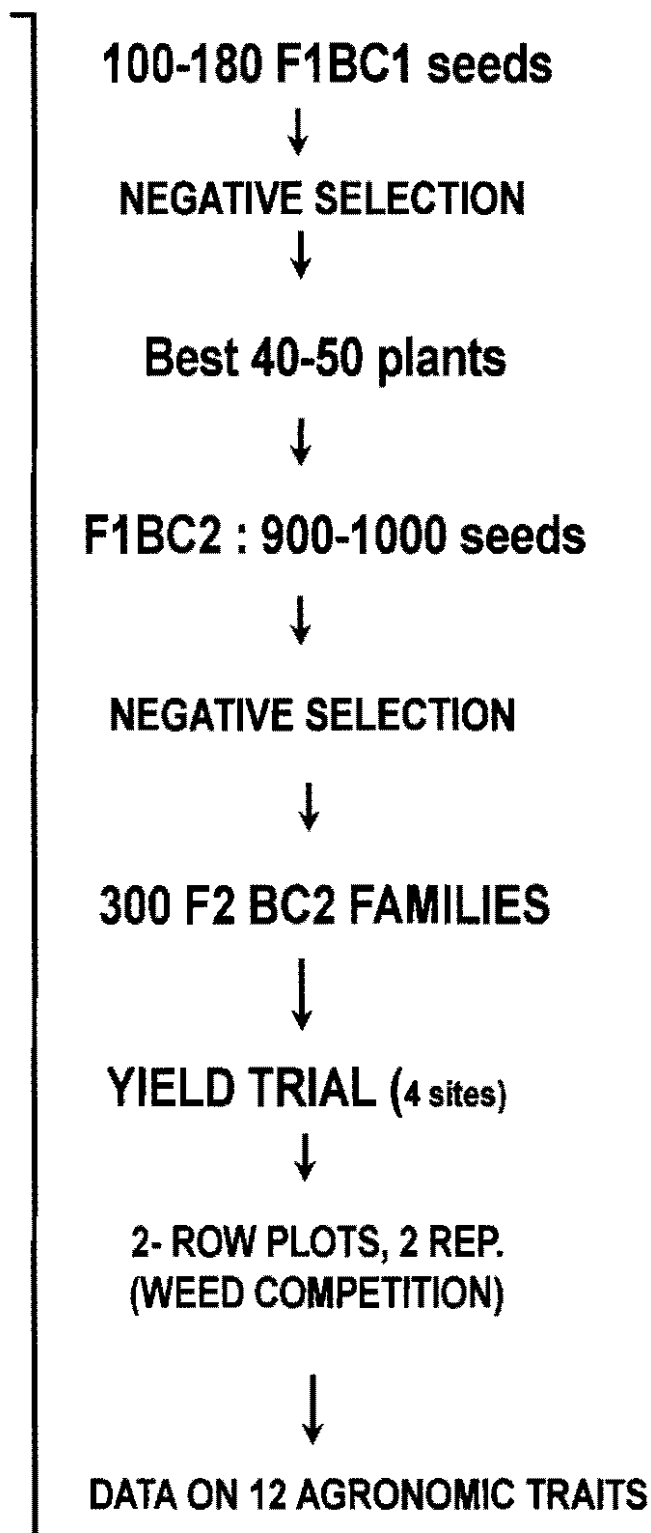 100-180 F1BC1 seeds
NEGATIVE SELECTION
Best 40-50 plants
F1BC2 : 900-1000 seeds
NEGATIVE SELECTION
300 F2 BC2 FAMILIES
YIELD TRIAL (4 sites)
2- ROW PLOTS, 2 REP.
(WEED COMPETITION)
DATA ON 12 AGRONOMIC TRAITS